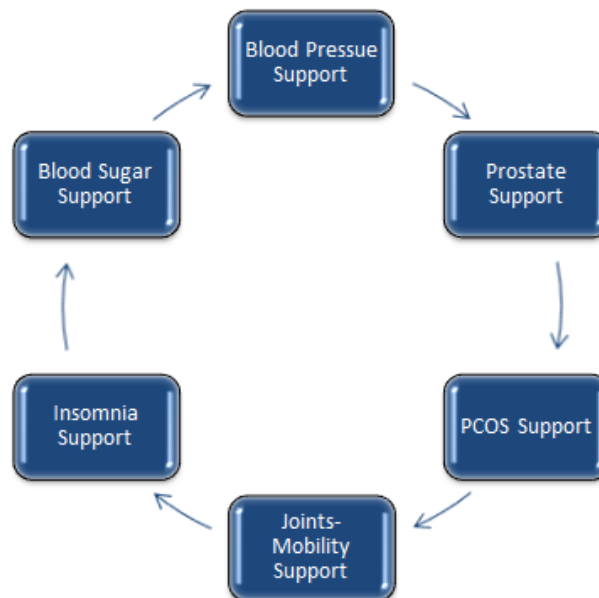 Blood Pressue
Support
Prostate
Support
PCOS Support
Joints-
Mobility
Support
Insomnia
Support
Blood Sugar
Support